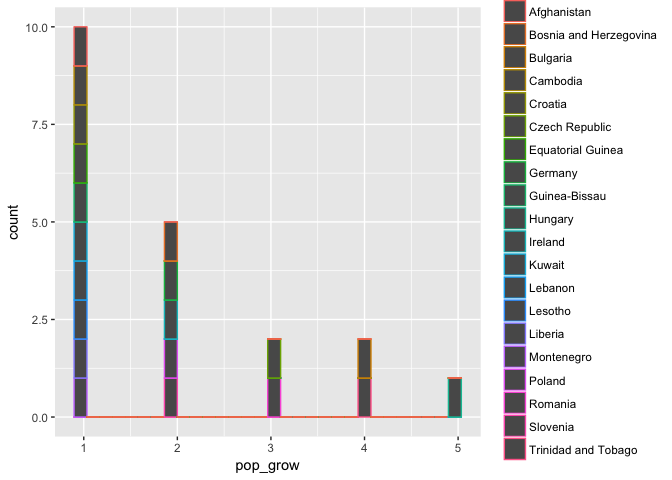 10.0
7.5
5.0
2.5
0.0
count
1 2 3 4 5
pop_grow
Afghanistan
Bosnia and Herzegovina
Bulgaria
Cambodia
Croatia
Czech Republic
Equatorial Guinea
Germany
Guinea-Bissau
Hungary
Ireland
Kuwait
Lebanon
Lesotho
Liberia
Montenegro
Poland
Romania
Slovenia
Trinidad and Tobago